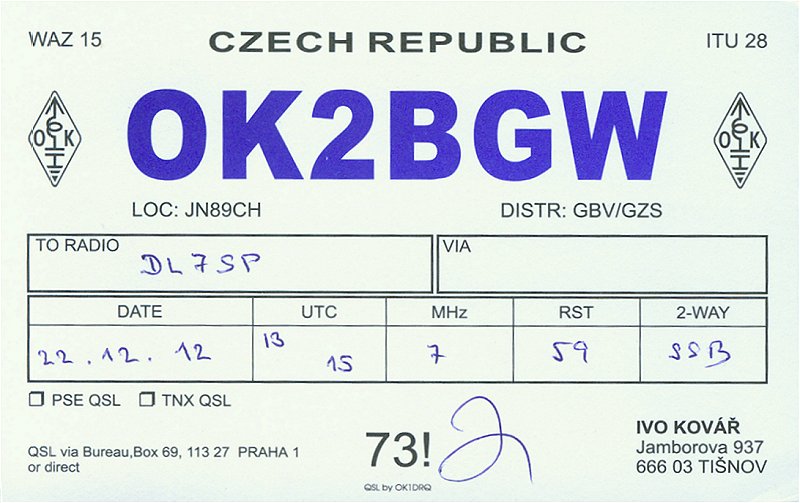 WAZ 15 CZECH REPUBLIC ITU 28
OK2BGW
OK OK
LOC: JN89CH DISTR: GBV/GZS
TO RADIO DL7SP VIA
DATE UTC MHz RST 2-WAY
22.12.12 13 15 7 59 SSB
PSE QSL TNX QSL
QSL via Bureau,Box 69, 113 27 PRAHA 1
or direct
73!
QSL by OK1DRQ
IVO KOVÁŘ
Jamborova 937
666 03 TIŠNOV